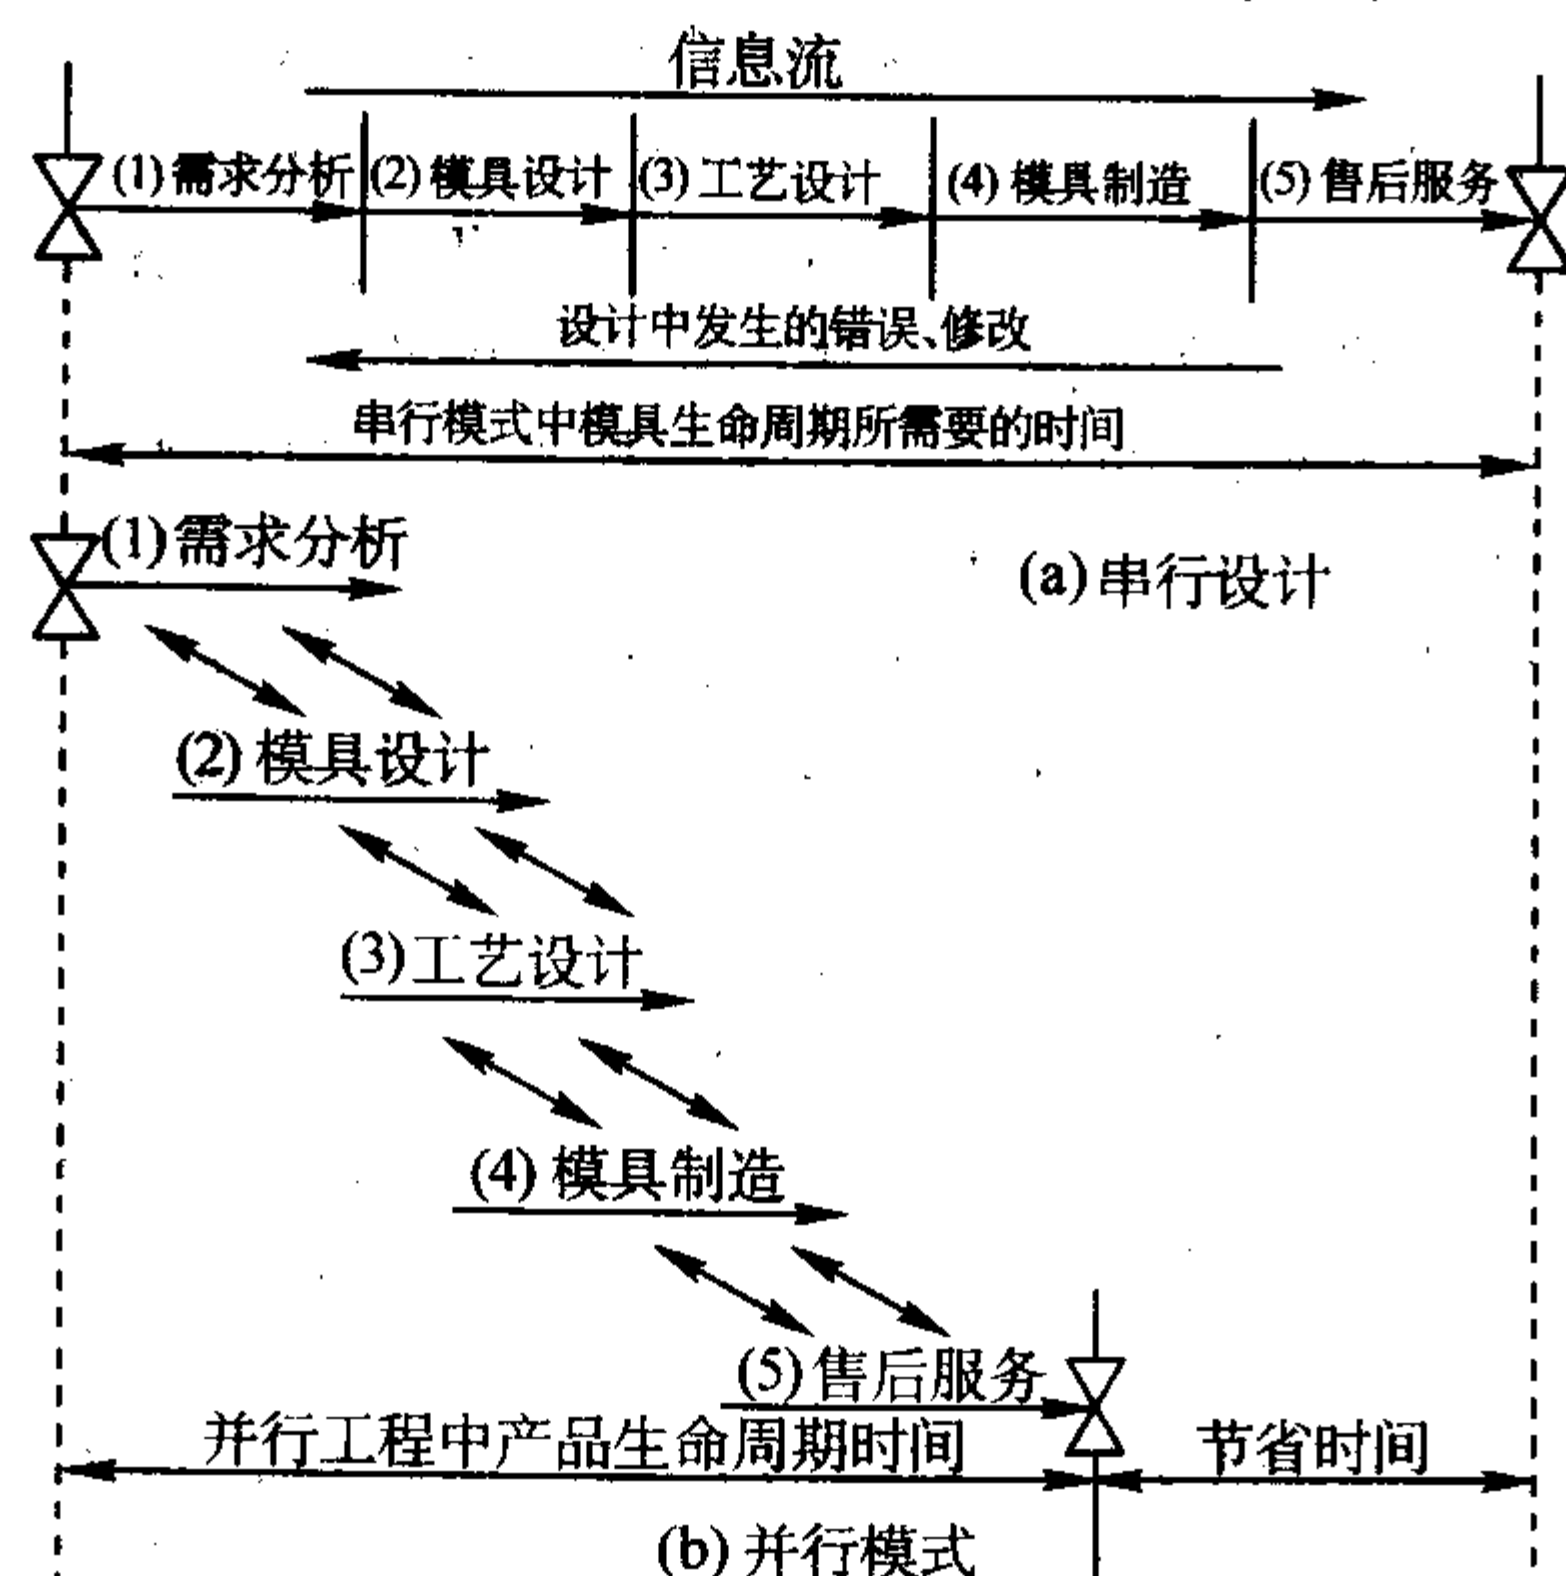 信息流
(1) 需求分析 (2) 模具设计 (3) 工艺设计 (4) 模具制造 (5) 售后服务
设计中发生的错误、修改
串行模式中模具生命周期所需要的时间
(1) 需求分析
(a) 串行设计
(2) 模具设计
(3) 工艺设计
(4) 模具制造
(5) 售后服务
并行工程中产品生命周期时间 节省时间
(b) 并行模式